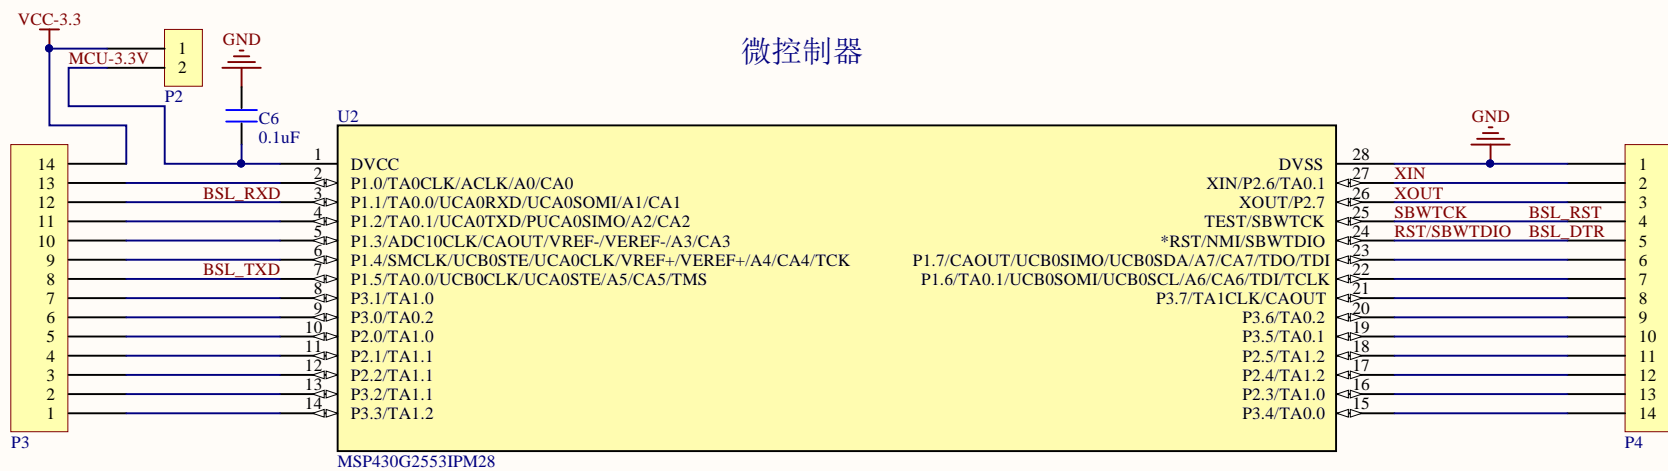 微控制器
VCC-3.3
MCU-3.3V
1
2
P2
GND
C6
0.1uF
U2
14
13
12
11
10
9
8
7
6
5
4
3
2
1
P3
BSL_RXD
BSL_TXD
1 DVCC
2 P1.0/TA0CLK/ACLK/A0/CA0
3 P1.1/TA0.0/UCA0RXD/UCA0SOMI/A1/CA1
4 P1.2/TA0.1/UCA0TXD/PUCA0SIMO/A2/CA2
5 P1.3/ADC10CLK/CAOUT/VREF-/VEREF-/A3/CA3
6 P1.4/SMCLK/UCB0STE/UCA0CLK/VREF+/VEREF+/A4/CA4/TCK
7 P1.5/TA0.0/UCB0CLK/UCA0STE/A5/CA5/TMS
8 P3.1/TA1.0
9 P3.0/TA0.2
10 P2.0/TA1.0
11 P2.1/TA1.1
12 P2.2/TA1.1
13 P3.2/TA1.1
14 P3.3/TA1.2
DVSS 28
XIN/P2.6/TA0.1 27
XOUT/P2.7 26
TEST/SBWTCK 25
*RST/NMI/SBWTDIO 24
P1.7/CAOUT/UCB0SIMO/UCB0SDA/A7/CA7/TDO/TDI 23
P1.6/TA0.1/UCB0SOMI/UCB0SCL/A6/CA6/TDI/TCLK 22
P3.7/TA1CLK/CAOUT 21
P3.6/TA0.2 20
P3.5/TA0.1 19
P2.5/TA1.2 18
P2.4/TA1.2 17
P2.3/TA1.0 16
P3.4/TA0.0 15
MSP430G2553IPM28
GND
XIN
XOUT
SBWTCK BSL_RST
RST/SBWTDIO BSL_DTR
1
2
3
4
5
6
7
8
9
10
11
12
13
14
P4